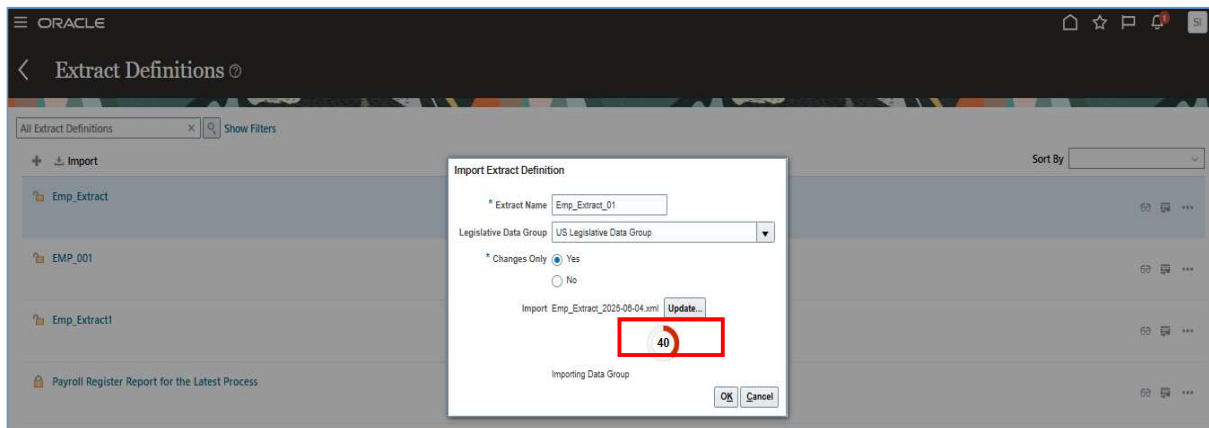 ORACLE
1
SI
Extract Definitions
All Extract Definitions
Show Filters
Import
Sort By
Emp_Extract
EMP_001
Emp_Extract1
Payroll Register Report for the Latest Process
Import Extract Definition
* Extract Name Emp_Extract_01
Legislative Data Group US Legislative Data Group
* Changes Only Yes
No
Import Emp_Extract_2025-06-04.xml Update...
40
Importing Data Group
OK Cancel